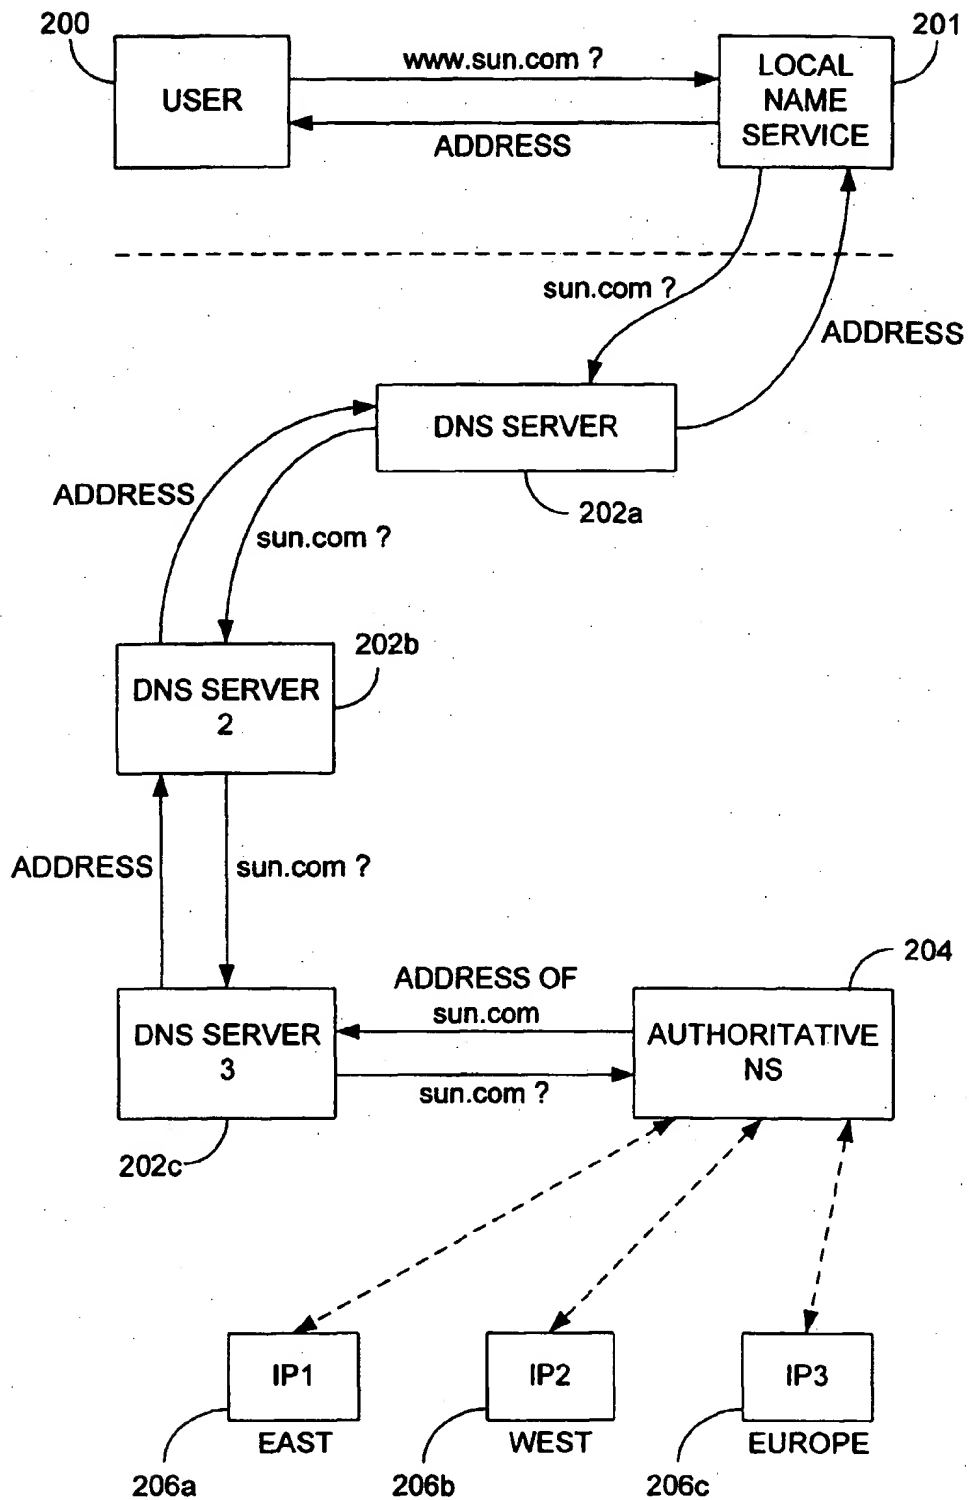 200
201
USER
www.sun.com ?
ADDRESS
LOCAL
NAME
SERVICE
sun.com ?
ADDRESS
DNS SERVER
202a
ADDRESS
sun.com ?
202b
DNS SERVER
2
ADDRESS
sun.com ?
204
DNS SERVER
3
ADDRESS OF
sun.com
sun.com ?
AUTHORITATIVE
NS
202c
IP1
IP2
IP3
EAST
WEST
EUROPE
206a
206b
206c